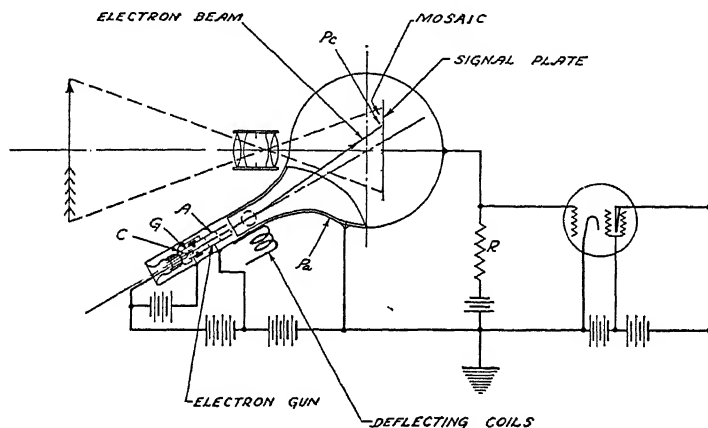 ELECTRON BEAM
Pc
MOSAIC
SIGNAL PLATE
A
G
C
Pa
R
ELECTRON GUN
DEFLECTING COILS